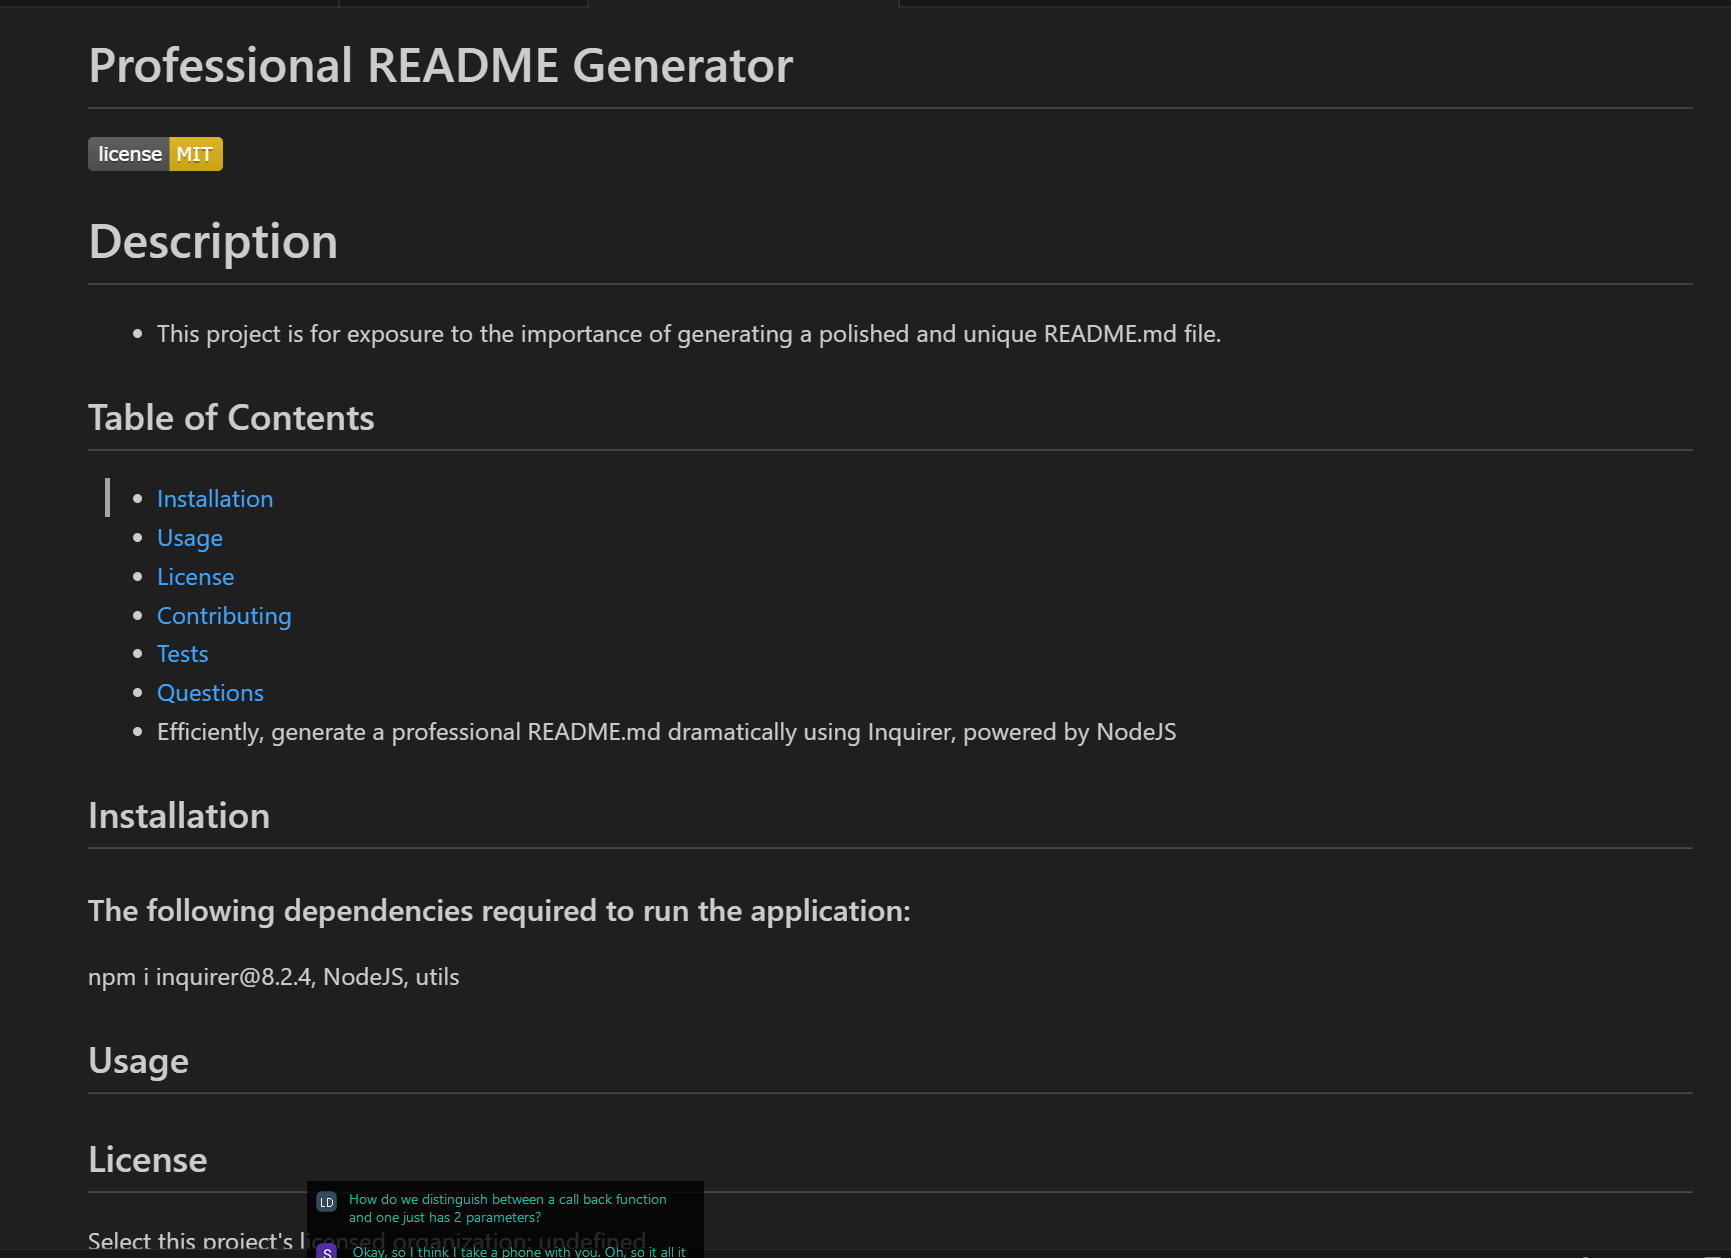 Professional README Generator
license MIT
Description
• This project is for exposure to the importance of generating a polished and unique README.md file.
Table of Contents
• Installation
• Usage
• License
• Contributing
• Tests
• Questions
• Efficiently, generate a professional README.md dramatically using Inquirer, powered by NodeJS
Installation
The following dependencies required to run the application:
npm i inquirer@8.2.4, NodeJS, utils
Usage
License
LD How do we distinguish between a call back function
and one just has 2 parameters?
Select this project's licensed organization: undefined
S Okay, so I think I take a phone with you. Oh, so it all it